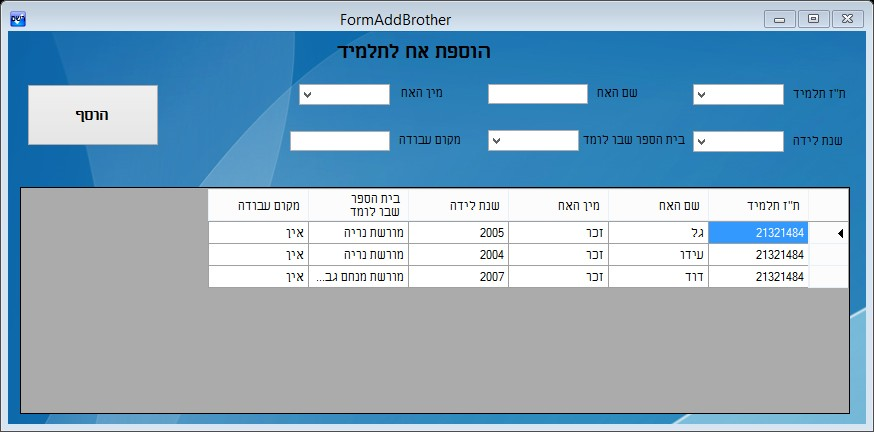 FormAddBrother
הוספת אח לתלמיד
ת"ז תלמיד שם האח מין האח
הוסף
שנת לידה בית הספר שבר לומד מקום עבודה
ת"ז תלמיד שם האח מין האח שנת לידה בית הספר שבר לומד מקום עבודה
21321484 גל זכר 2005 מורשת נריה אין
21321484 עידו זכר 2004 מורשת נריה אין
21321484 דוד זכר 2007 מורשת מנחם גב... אין